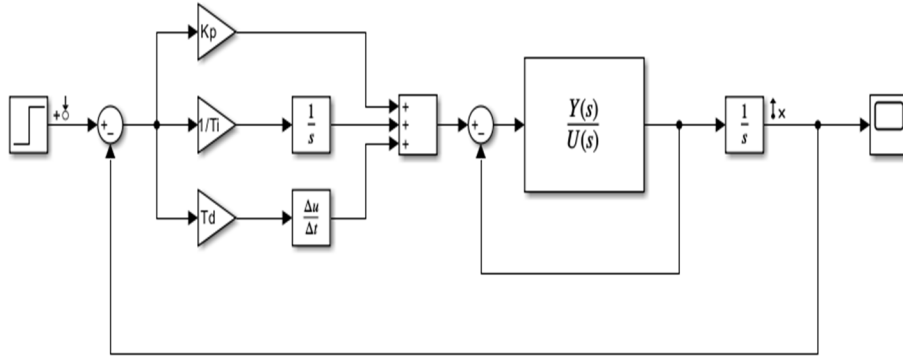 Kp
+
+
−
1/Ti
1
s
+
+
+
+
−
Y(s)
U(s)
1
s
x
Td
Δu
Δt